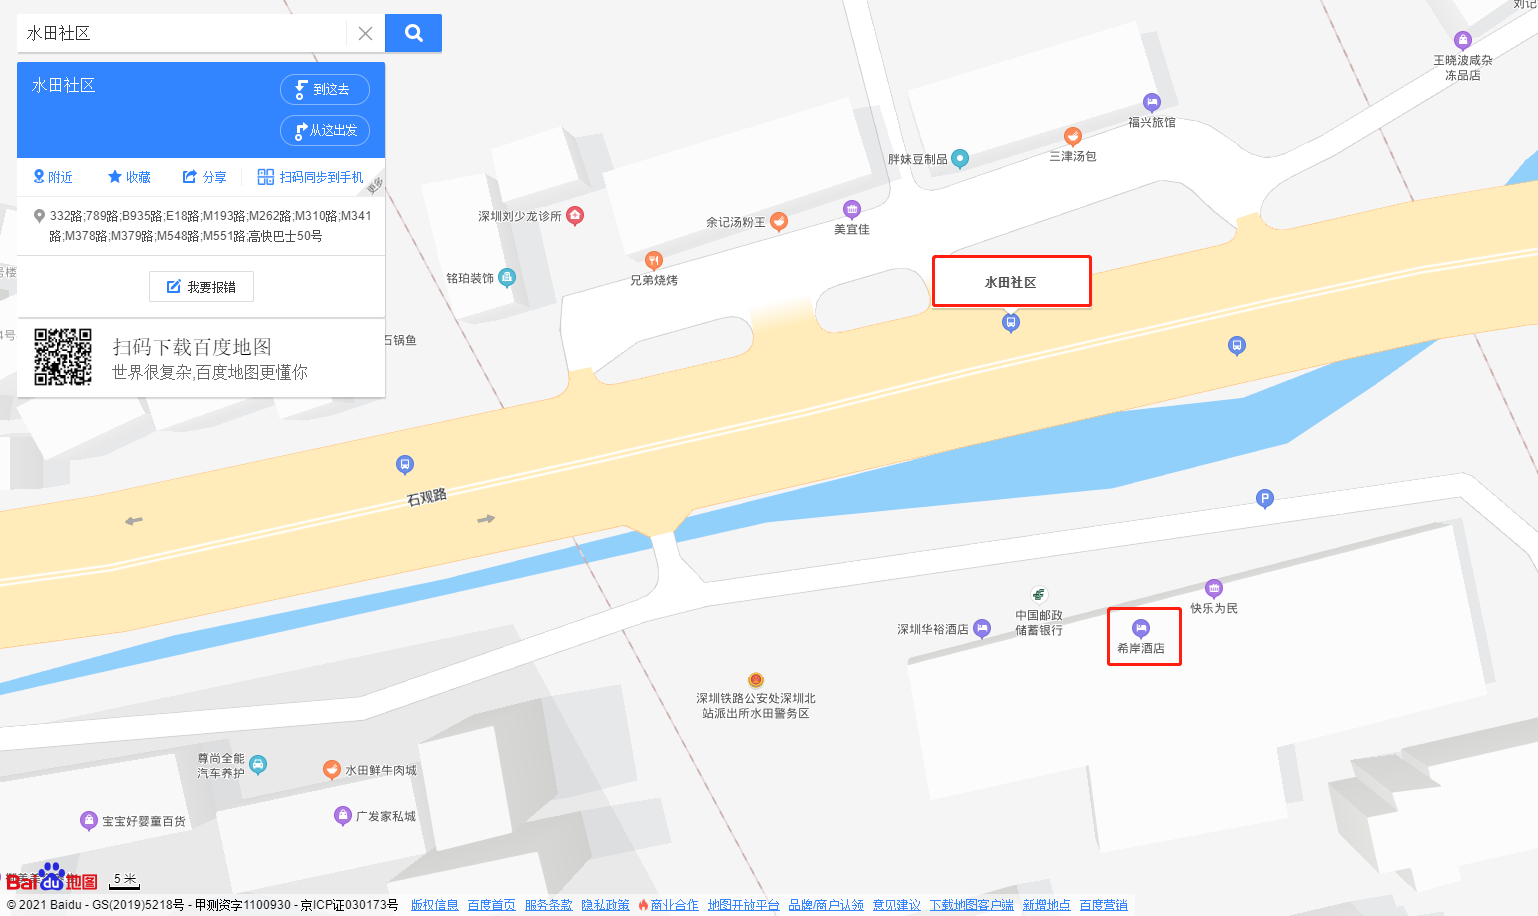 水田社区
水田社区
到这去
从这出发
附近
收藏
分享
扫码同步到手机
更多
332路;789路;B935路;E18路;M193路;M262路;M310路;M341
路;M378路;M379路;M548路;M551路;高快巴士50号
我要报错
扫码下载百度地图
世界很复杂,百度地图更懂你
号楼
4号
石锅鱼
刘记
王晓波咸杂
冻品店
福兴旅馆
三津汤包
胖妹豆制品
深圳刘少龙诊所
余记汤粉王
美宜佳
铭珀装饰
兄弟烧烤
水田社区
石观路
P
快乐为民
中国邮政
储蓄银行
深圳华裕酒店
希岸酒店
深圳铁路公安处深圳北
站派出所水田警务区
尊尚全能
汽车养护
水田鲜牛肉城
宝宝好婴童百货
广发家私城
Bai du 地图
5 米
© 2021 Baidu - GS(2019)5218号 - 甲测资字1100930 - 京ICP证030173号 版权信息 百度首页 服务条款 隐私政策 商业合作 地图开放平台 品牌/商户认领 意见建议 下载地图客户端 新增地点 百度营销